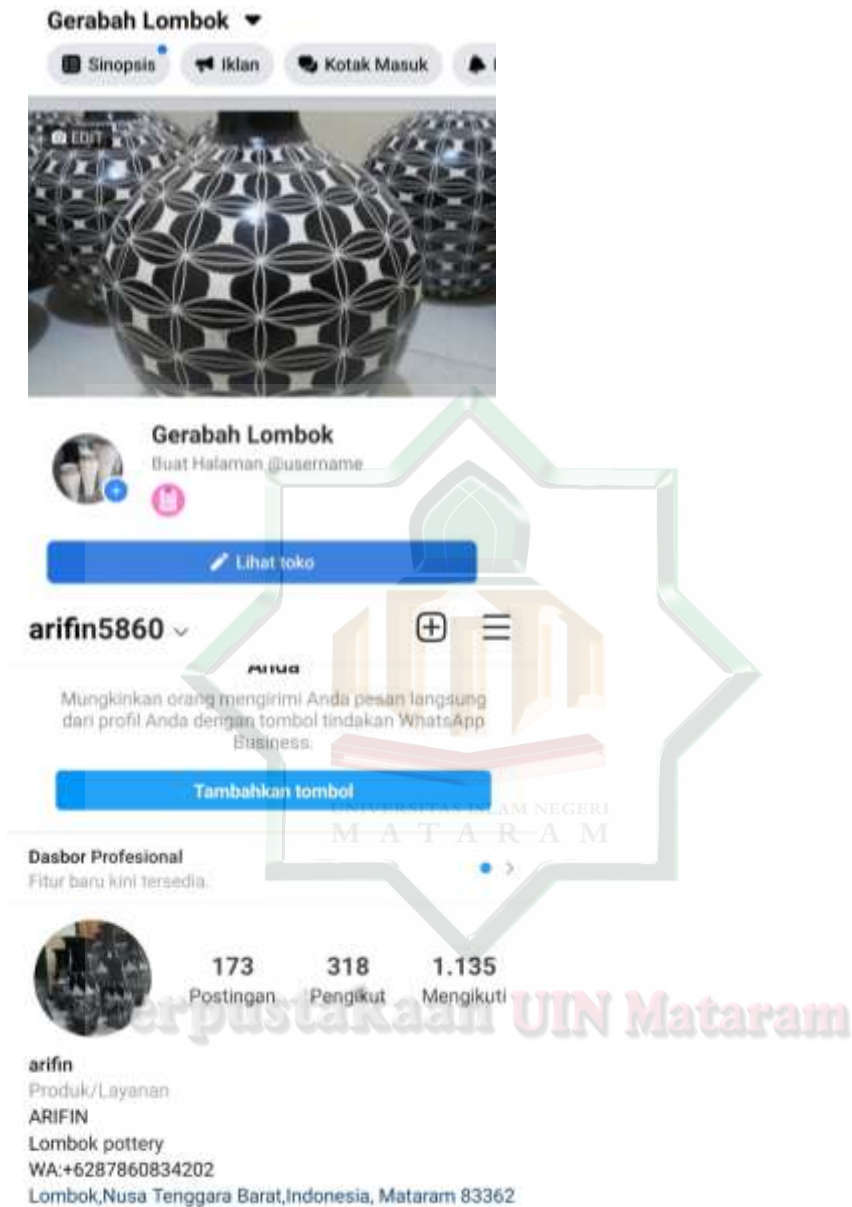 Gerabah Lombok
Sinopsis Iklan Kotak Masuk
EDIT
Gerabah Lombok
Buat Halaman @username
Lihat toko
arifin5860
Anda
Mungkinkan orang mengirimi Anda pesan langsung
dari profil Anda dengan tombol tindakan WhatsApp
Business.
Tambahkan tombol
UNIVERSITAS ISLAM NEGERI
MATARAM
Dasbor Profesional
Fitur baru kini tersedia.
173 318 1.135
Postingan Pengikut Mengikuti
Perpustakaan UIN Mataram
arifin
Produk/Layanan
ARIFIN
Lombok pottery
WA:+6287860834202
Lombok,Nusa Tenggara Barat,Indonesia, Mataram 83362